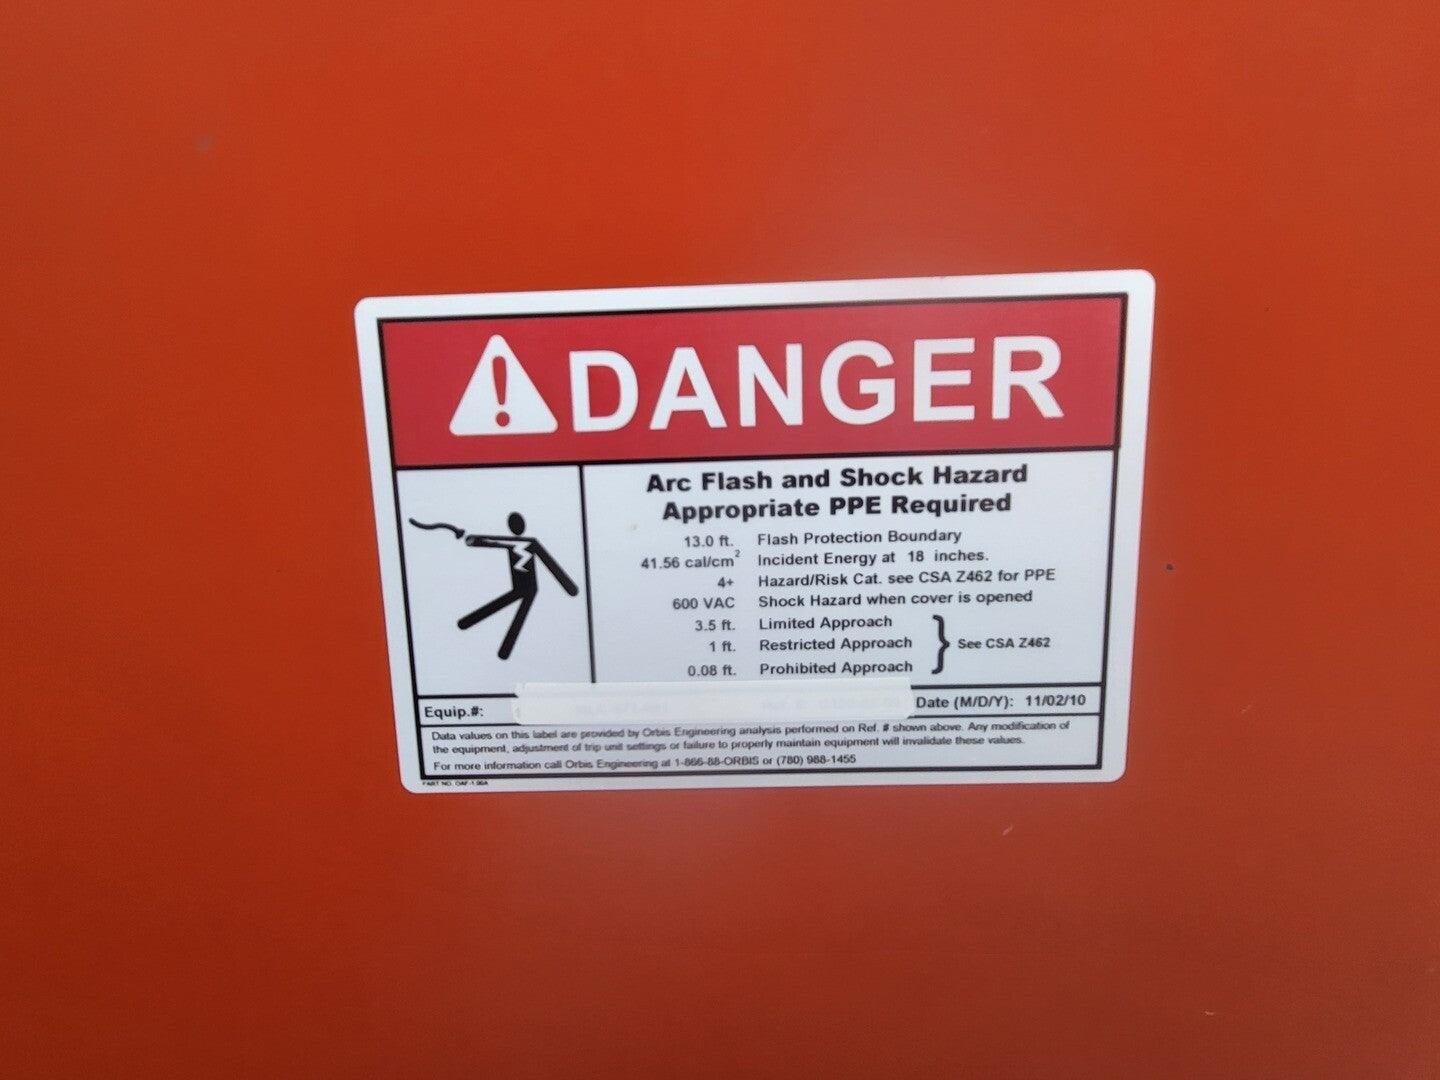 DANGER
Arc Flash and Shock Hazard
Appropriate PPE Required
13.0 ft. Flash Protection Boundary
41.56 cal/cm² Incident Energy at 18 inches.
4+ Hazard/Risk Cat. see CSA Z462 for PPE
600 VAC Shock Hazard when cover is opened
3.5 ft. Limited Approach
1 ft. Restricted Approach
See CSA Z462
0.08 ft. Prohibited Approach
Equip.#: Date (M/D/Y): 11/02/10
Data values on this label are provided by Orbis Engineering analysis performed on Ref. # shown above. Any modification of
the equipment, adjustment of trip unit settings or failure to properly maintain equipment will invalidate these values.
For more information call Orbis Engineering at 1-866-88-ORBIS or (780) 988-1455
PART NO.